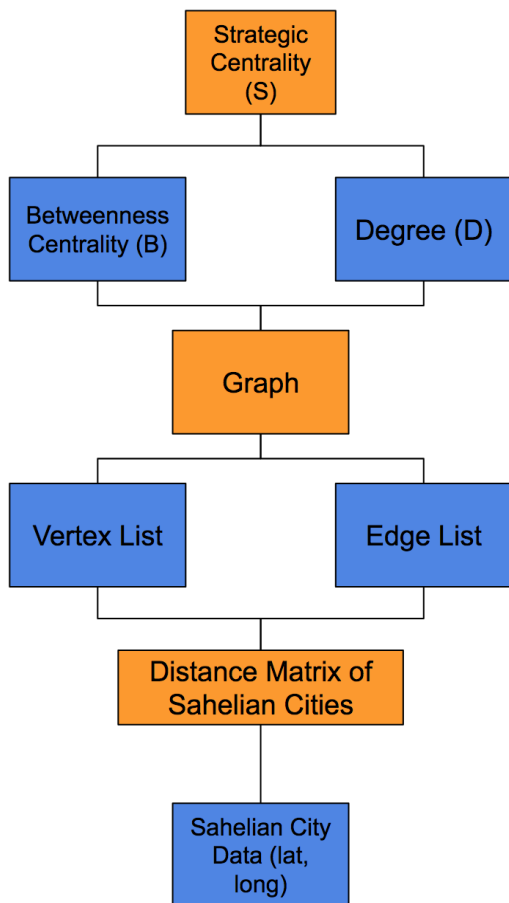 Strategic
Centrality
(S)
Betweenness
Centrality (B)
Degree (D)
Graph
Vertex List
Edge List
Distance Matrix of
Sahelian Cities
Sahelian City
Data (lat,
long)